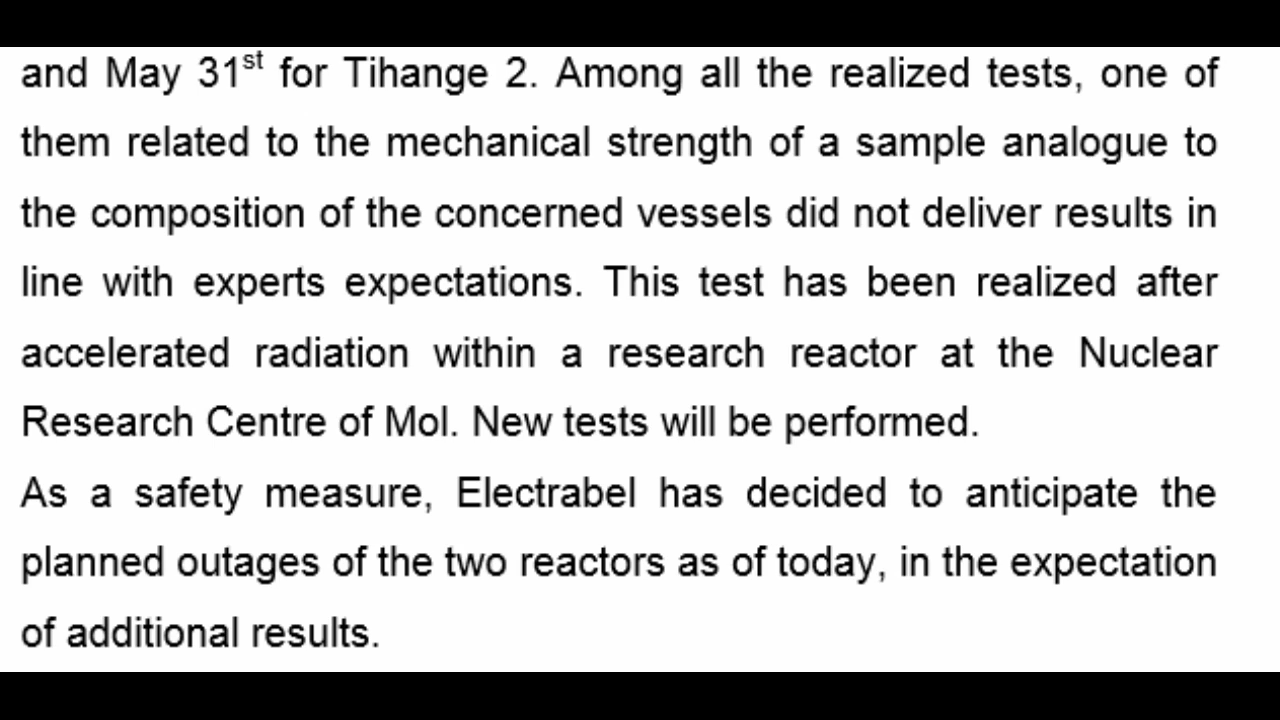 and May 31st for Tihange 2. Among all the realized tests, one of
them related to the mechanical strength of a sample analogue to
the composition of the concerned vessels did not deliver results in
line with experts expectations. This test has been realized after
accelerated radiation within a research reactor at the Nuclear
Research Centre of Mol. New tests will be performed.
As a safety measure, Electrabel has decided to anticipate the
planned outages of the two reactors as of today, in the expectation
of additional results.